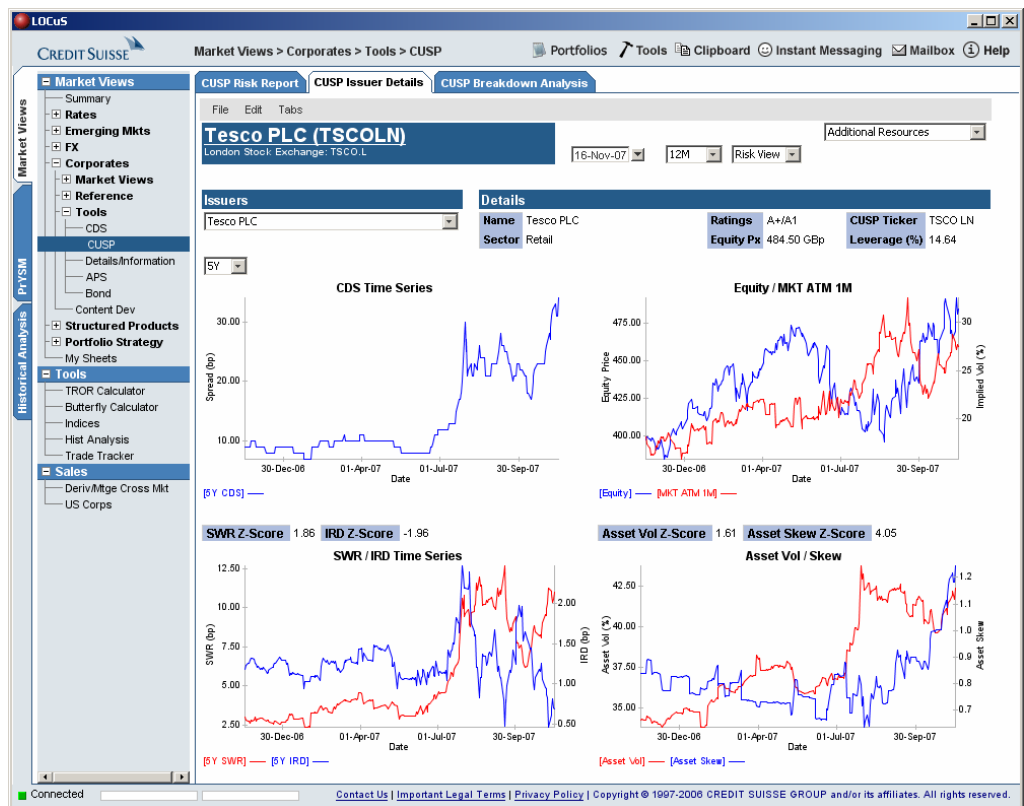 LOCuS
CREDIT SUISSE
Market Views > Corporates > Tools > CUSP
Portfolios Tools Clipboard Instant Messaging Mailbox Help
Market Views
PrYSM
Historical Analysis
Market Views
Summary
Rates
Emerging Mkts
FX
Corporates
Market Views
Reference
Tools
CDS
CUSP
Details/Information
APS
Bond
Content Dev
Structured Products
Portfolio Strategy
My Sheets
Tools
TROR Calculator
Butterfly Calculator
Indices
Hist Analysis
Trade Tracker
Sales
Deriv/Mtge Cross Mkt
US Corps
CUSP Risk Report CUSP Issuer Details CUSP Breakdown Analysis
File Edit Tabs
Tesco PLC (TSCOLN)
London Stock Exchange: TSCO.L
16-Nov-07 12M Risk View
Additional Resources
Issuers
Tesco PLC
Details
Name Tesco PLC Ratings A+/A1 CUSP Ticker TSCO LN
Sector Retail Equity Px 484.50 GBp Leverage (%) 14.64
5Y
CDS Time Series
30.00
20.00
10.00
Spread (bp)
30-Dec-06 01-Apr-07 01-Jul-07 30-Sep-07
Date
[5Y CDS]
Equity / MKT ATM 1M
475.00
450.00
425.00
400.00
Equity Price
30
25
20
Implied Vol (%)
30-Dec-06 01-Apr-07 01-Jul-07 30-Sep-07
Date
[Equity] [MKT ATM 1M]
SWR Z-Score 1.86 IRD Z-Score -1.96
SWR / IRD Time Series
12.50
10.00
7.50
5.00
2.50
SWR (bp)
2.00
1.50
1.00
0.50
IRD (bp)
30-Dec-06 01-Apr-07 01-Jul-07 30-Sep-07
Date
[5Y SWR] [5Y IRD]
Asset Vol Z-Score 1.61 Asset Skew Z-Score 4.05
Asset Vol / Skew
42.50
40.00
37.50
35.00
Asset Vol (%)
1.2
1.1
1.0
0.9
0.8
0.7
Asset Skew
30-Dec-06 01-Apr-07 01-Jul-07 30-Sep-07
Date
[Asset Vol] [Asset Skew]
Connected
Contact Us | Important Legal Terms | Privacy Policy | Copyright © 1997-2006 CREDIT SUISSE GROUP and/or its affiliates. All rights reserved.